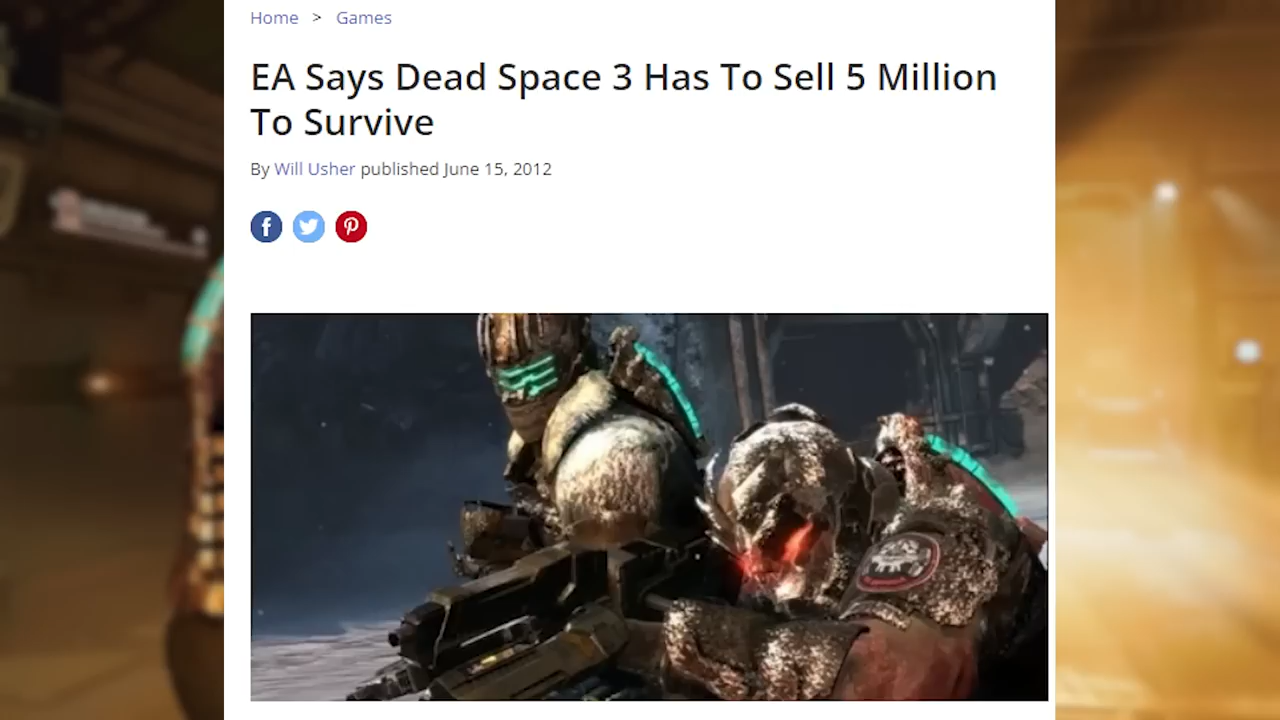 Home > Games
EA Says Dead Space 3 Has To Sell 5 Million
To Survive
By Will Usher published June 15, 2012